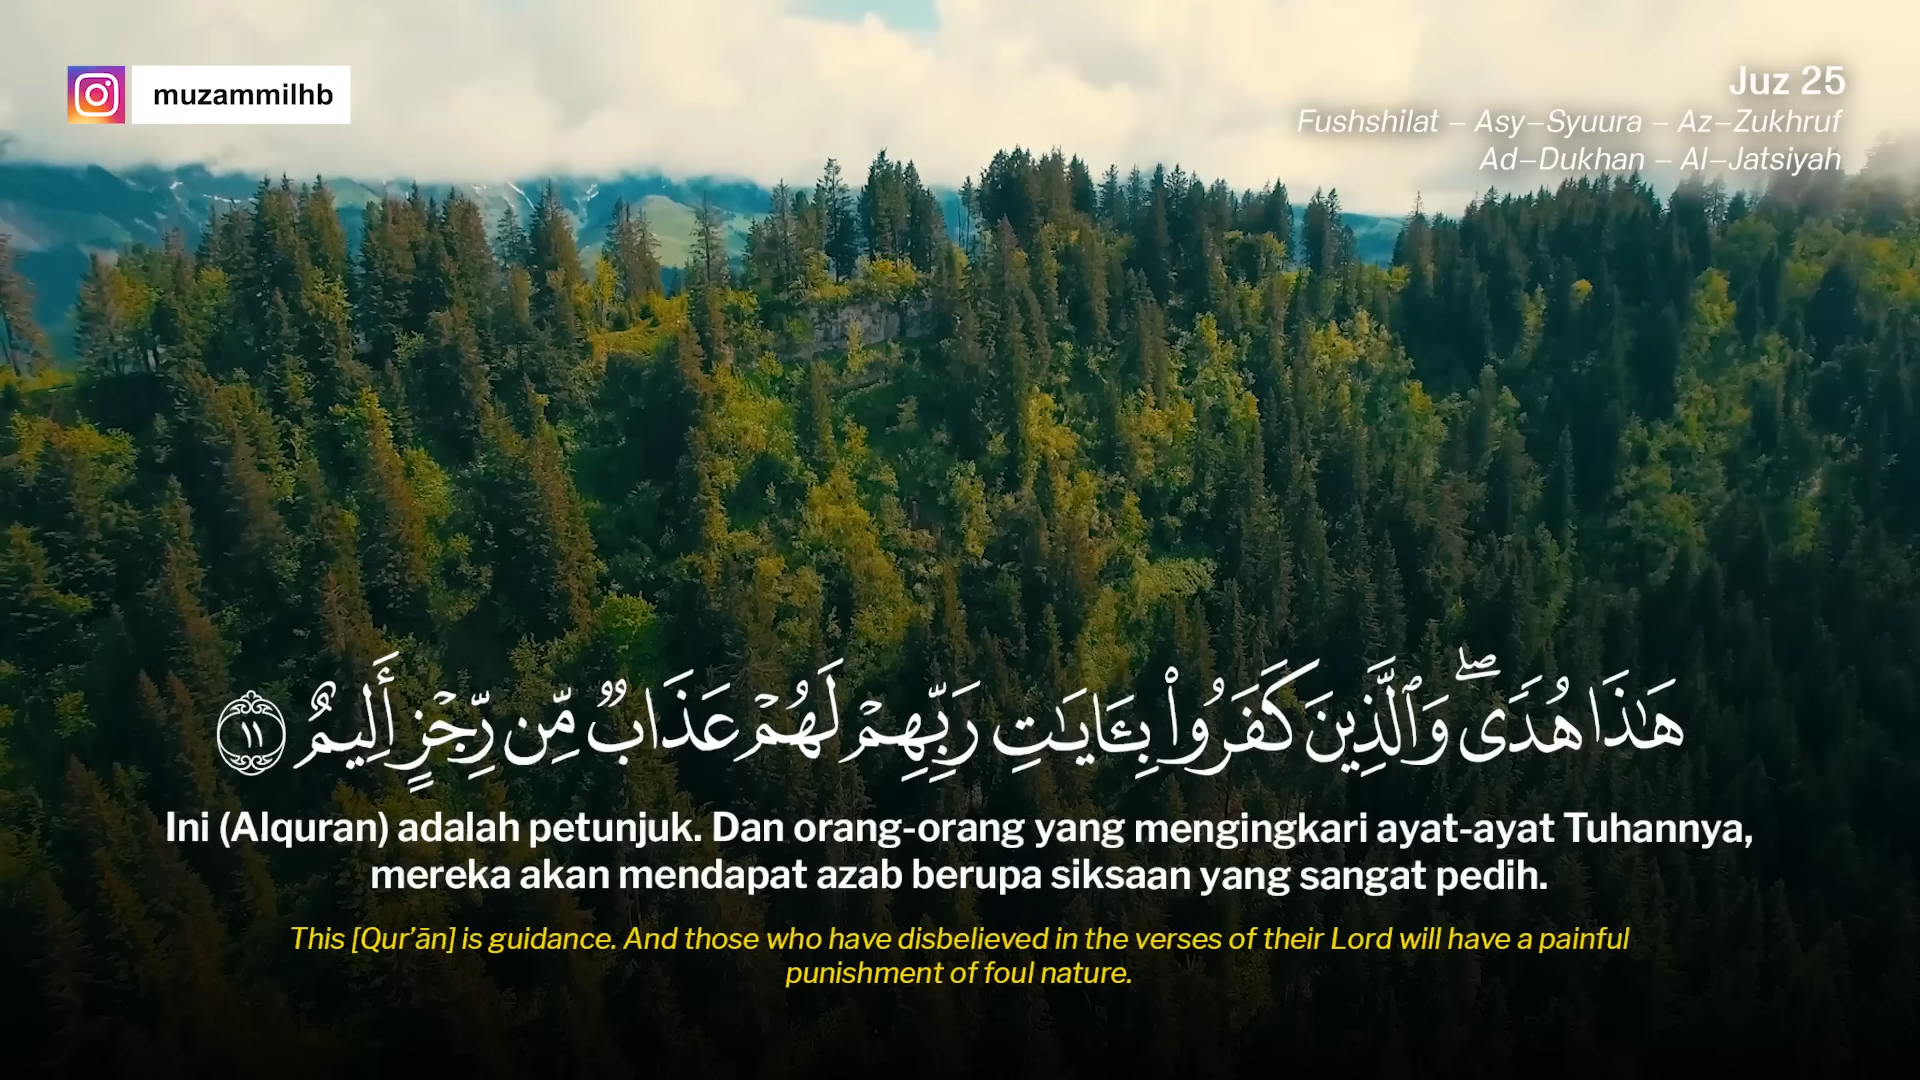 muzammilhb
Juz 25
Fushshilat – Asy–Syuura – Az–Zukhruf
Ad–Dukhan – Al–Jatsiyah
هَـٰذَا هُدًى ۖ وَٱلَّذِينَ كَفَرُوا۟ بِـَٔايَـٰتِ رَبِّهِمْ لَهُمْ عَذَابٌ مِّن رِّجْزٍ أَلِيمٌ ١١
Ini (Alquran) adalah petunjuk. Dan orang-orang yang mengingkari ayat-ayat Tuhannya,
mereka akan mendapat azab berupa siksaan yang sangat pedih.
This [Qur’ān] is guidance. And those who have disbelieved in the verses of their Lord will have a painful
punishment of foul nature.